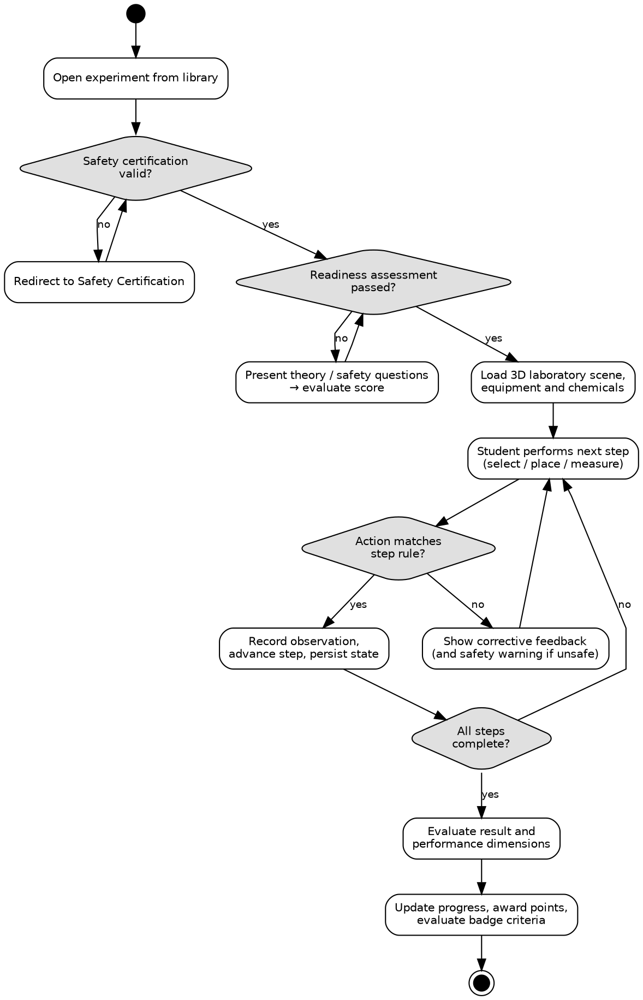 Open experiment from library
Safety certification
valid?
no
yes
Redirect to Safety Certification
Readiness assessment
passed?
no
yes
Present theory / safety questions
→ evaluate score
Load 3D laboratory scene,
equipment and chemicals
Student performs next step
(select / place / measure)
Action matches
step rule?
yes
no
no
Record observation,
advance step, persist state
Show corrective feedback
(and safety warning if unsafe)
All steps
complete?
yes
Evaluate result and
performance dimensions
Update progress, award points,
evaluate badge criteria